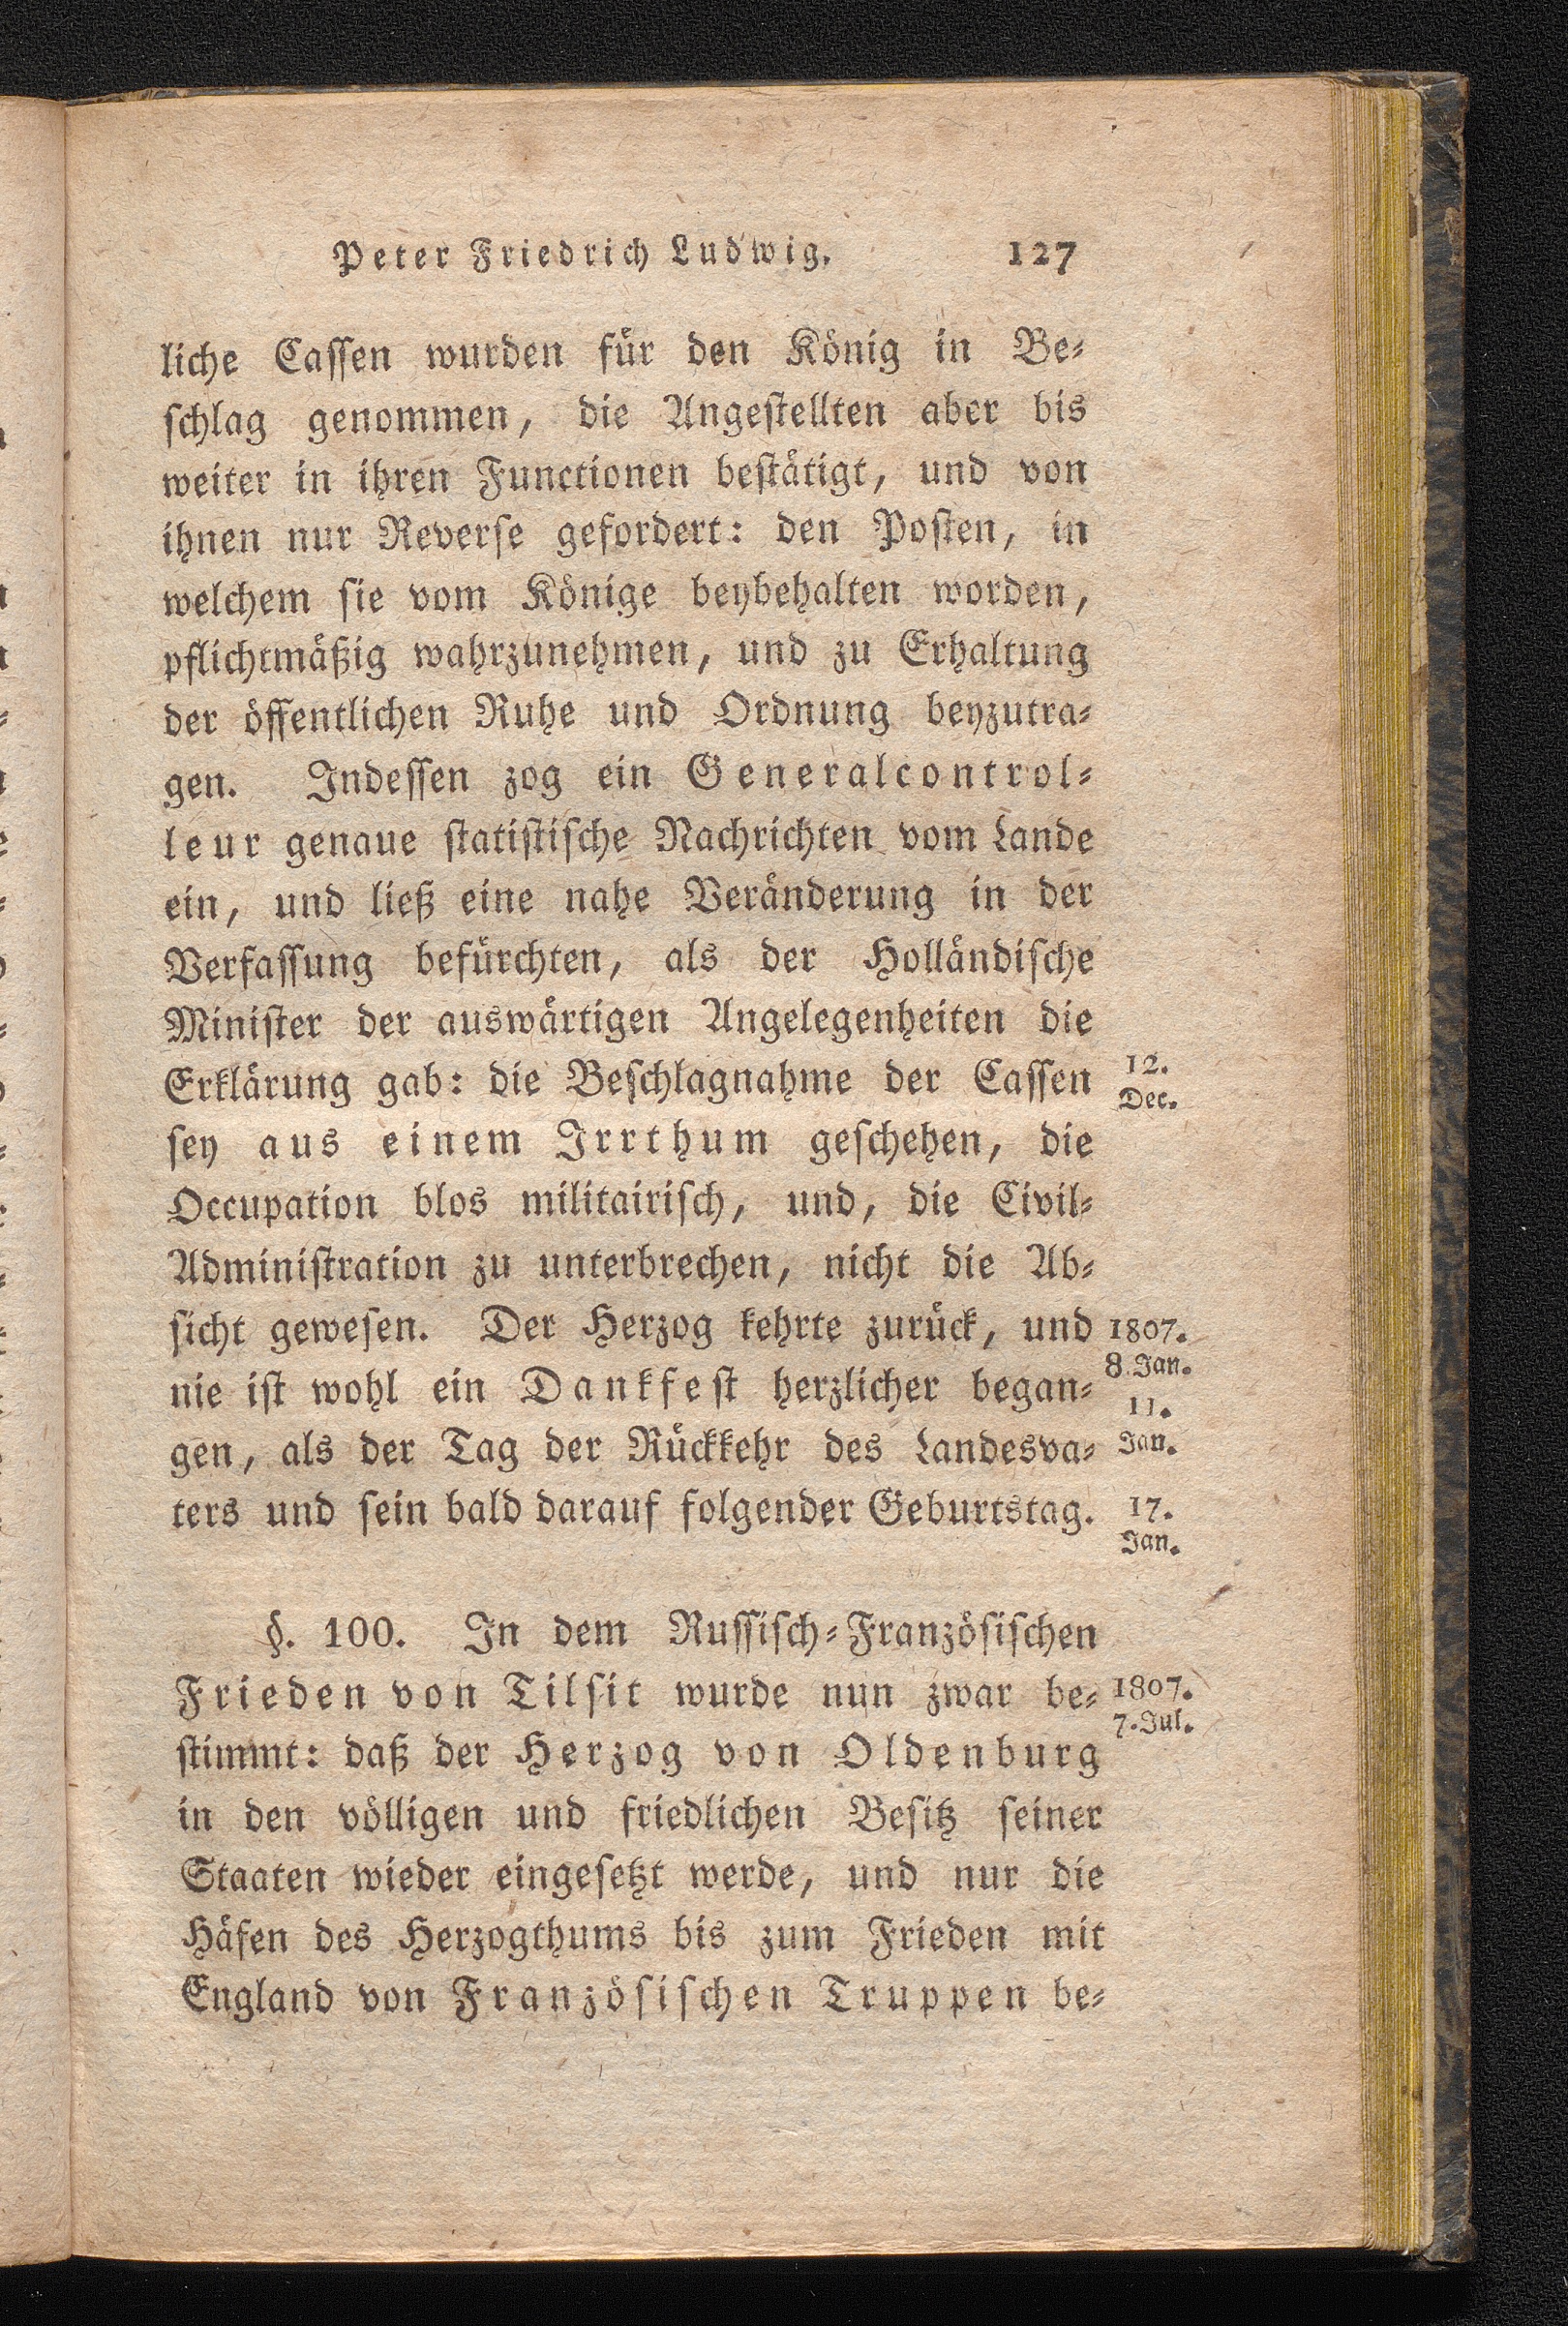 Peter Friedrich Ludwig. 127
liche Cassen wurden für den König in Be-
schlag genommen, die Angestellten aber bis
weiter in ihren Functionen bestätigt, und von
ihnen nur Reverse gefordert: den Posten, in
welchem sie vom Könige beybehalten worden,
pflichtmäßig wahrzunehmen, und zu Erhaltung
der öffentlichen Ruhe und Ordnung beyzutra-
gen. Indessen zog ein Generalcontrol-
leur genaue statistische Nachrichten vom Lande
ein, und ließ eine nahe Veränderung in der
Verfassung befürchten, als der Holländische
Minister der auswärtigen Angelegenheiten die
Erklärung gab: die Beschlagnahme der Cassen
12.
Dec.
sey aus einem Irrthum geschehen, die
Occupation blos militairisch, und, die Civil-
Administration zu unterbrechen, nicht die Ab-
sicht gewesen. Der Herzog kehrte zurück, und
1807.
8. Jan.
nie ist wohl ein Dankfest herzlicher began-
11.
Jan.
gen, als der Tag der Rückkehr des Landesva-
ters und sein bald darauf folgender Geburtstag.
17.
Jan.
§. 100. In dem Russisch-Französischen
Frieden von Tilsit wurde nun zwar be-
1807.
7. Jul.
stimmt: daß der Herzog von Oldenburg
in den völligen und friedlichen Besitz seiner
Staaten wieder eingesetzt werde, und nur die
Häfen des Herzogthums bis zum Frieden mit
England von Französischen Truppen be-